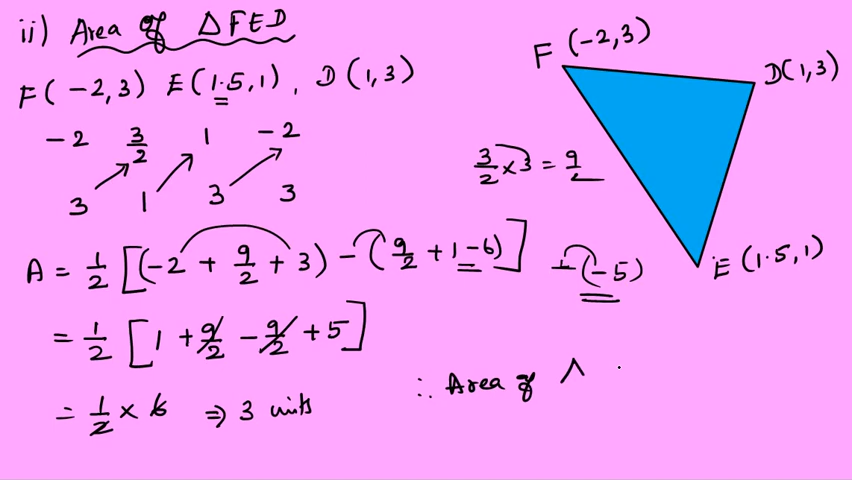 ii) Area of △FED
F(-2,3) E(1.5,1), D(1,3)
-2 3/2 1 -2
3 1 3 3
A = 1/2 [(-2 + 9/2 + 3) - (9/2 + 1 - 6)]
= 1/2 [1 + 9/2 - 9/2 + 5]
= 1/2 × 6 ⇒ 3 units
F (-2,3)
D(1,3)
3/2 × 3 = 9/2
E (1.5,1)
- (-5)
∴ Area of △